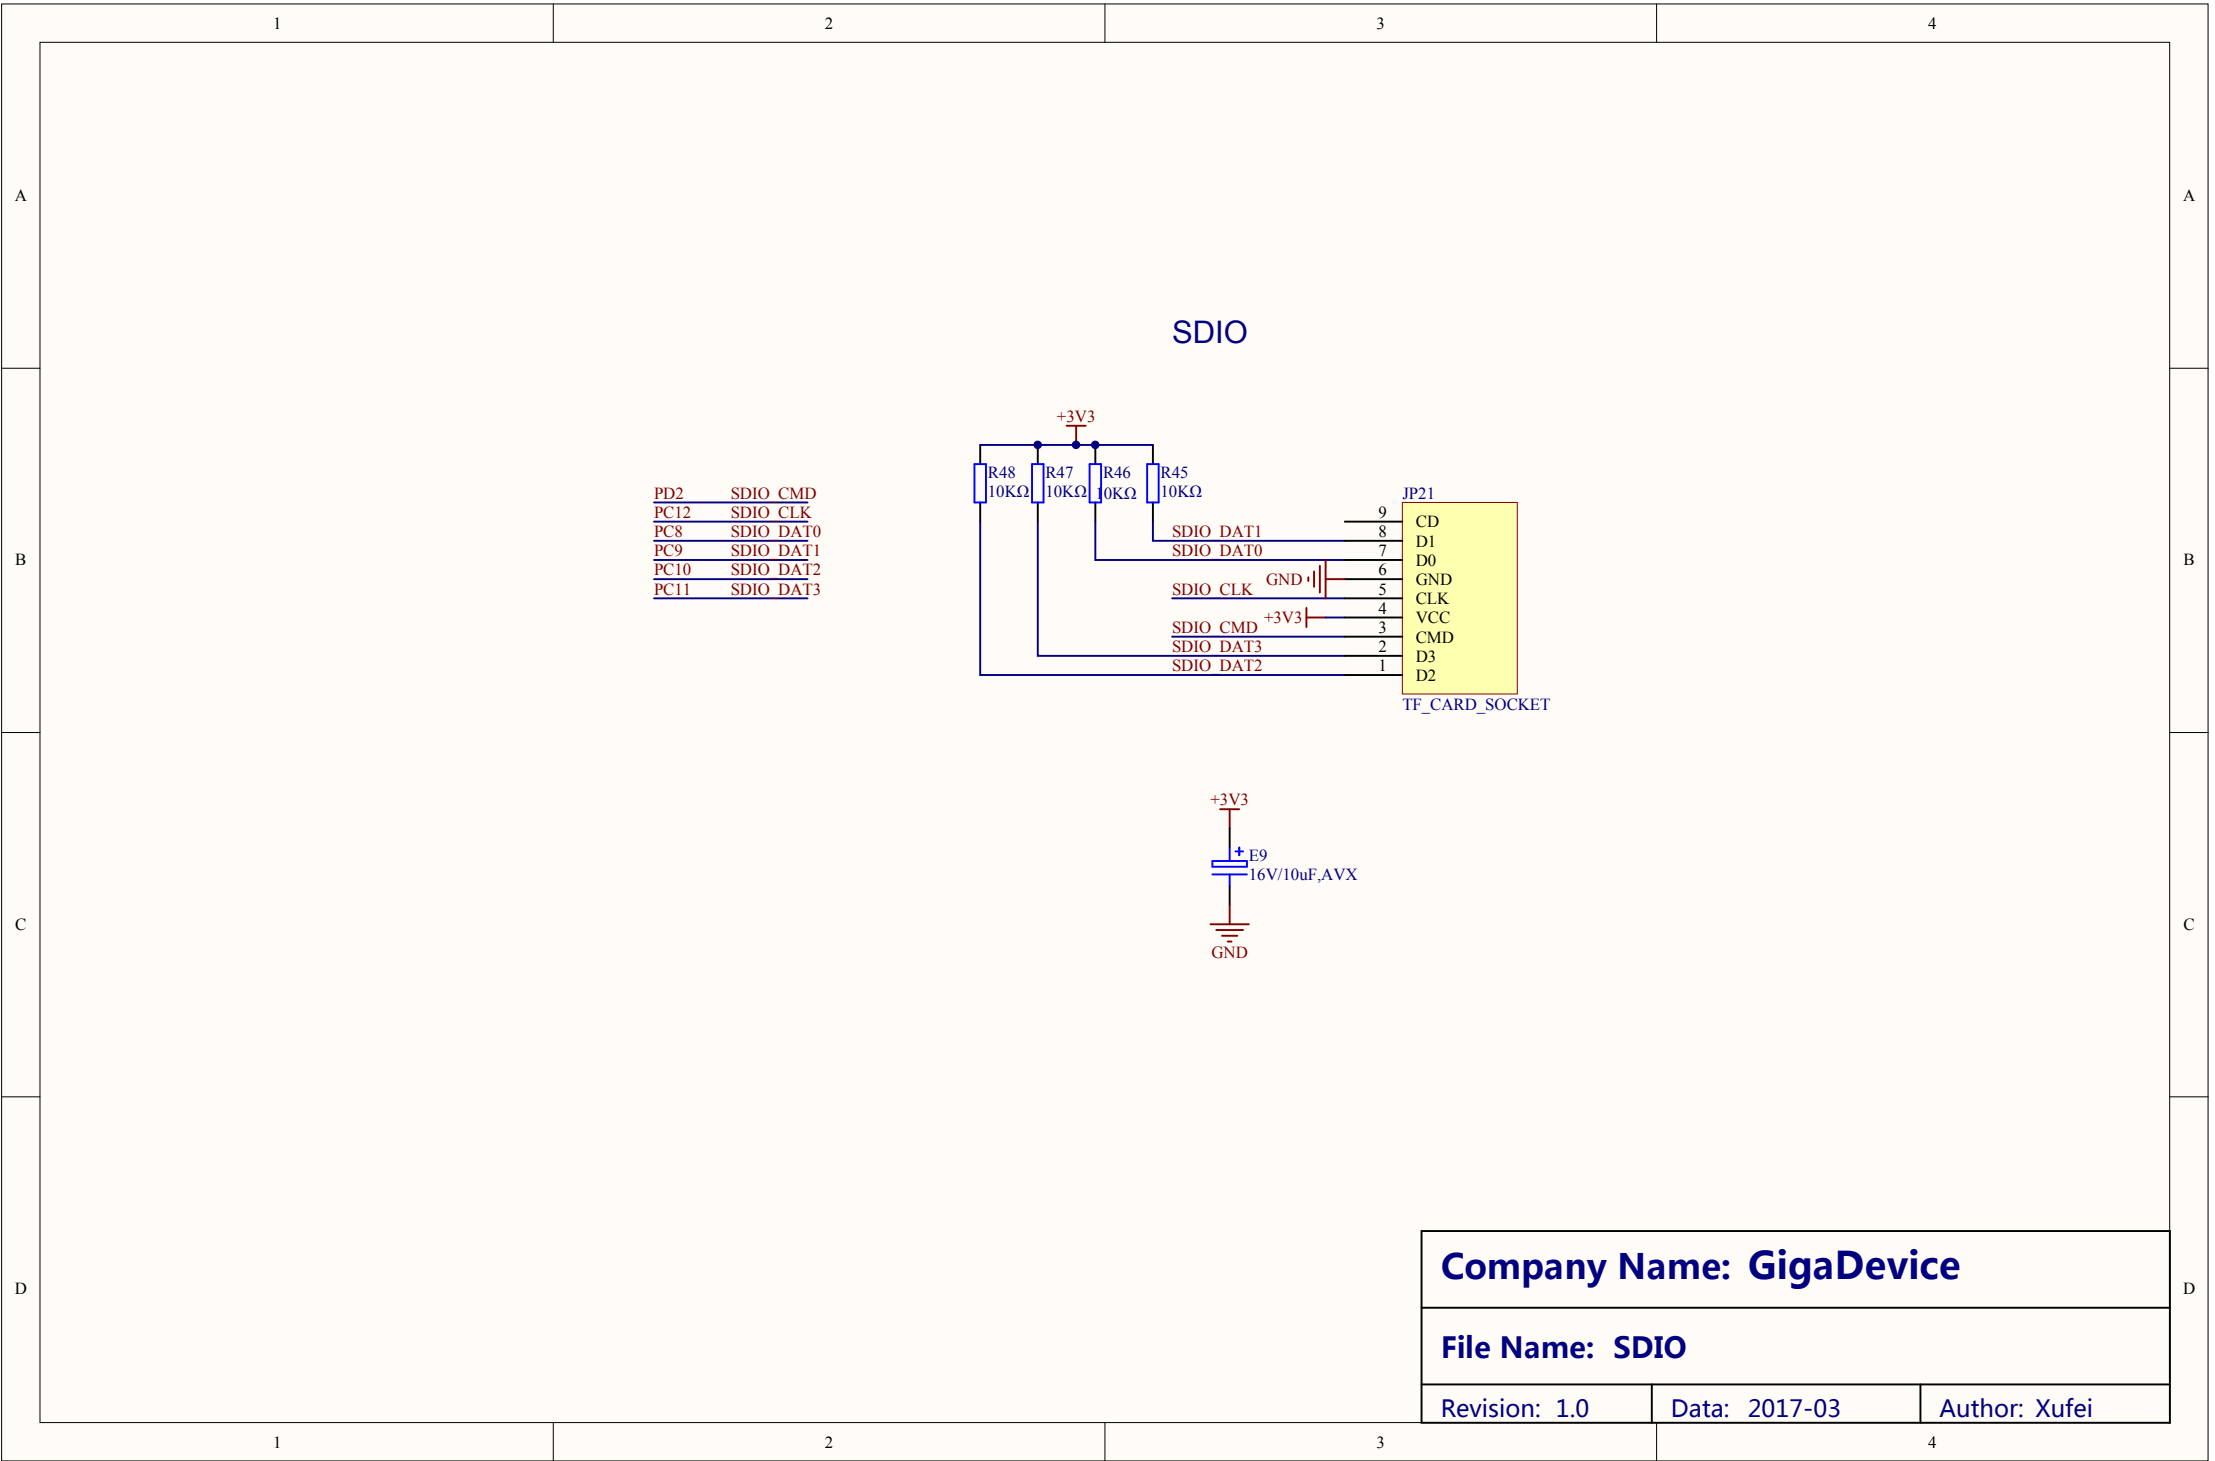 1 2 3 4
A A
SDIO
+3V3
R48 R47 R46 R45
10KΩ 10KΩ 10KΩ 10KΩ
PD2 SDIO_CMD
PC12 SDIO_CLK
PC8 SDIO_DAT0
PC9 SDIO_DAT1
PC10 SDIO_DAT2
PC11 SDIO_DAT3
JP21
9 CD
SDIO_DAT1 8 D1
SDIO_DAT0 7 D0
GND 6 GND
SDIO_CLK 5 CLK
+3V3 4 VCC
SDIO_CMD 3 CMD
SDIO_DAT3 2 D3
SDIO_DAT2 1 D2
TF_CARD_SOCKET
B B
+3V3
+ E9
16V/10uF,AVX
GND
C C
Company Name: GigaDevice
File Name: SDIO
Revision: 1.0 Data: 2017-03 Author: Xufei
D D
1 2 3 4